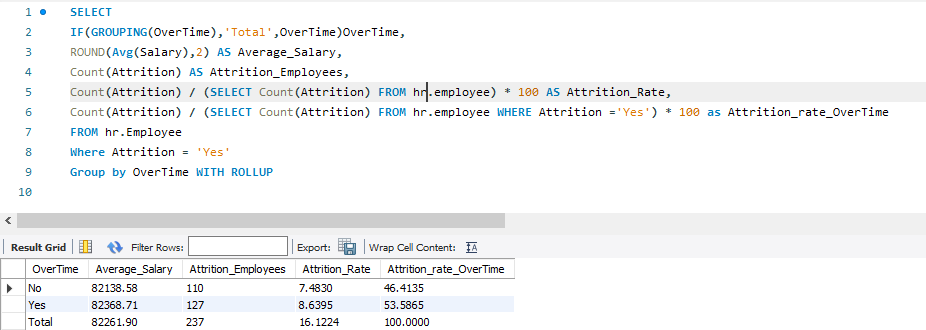 1 SELECT
2 IF(GROUPING(OverTime),'Total',OverTime)OverTime,
3 ROUND(Avg(Salary),2) AS Average_Salary,
4 Count(Attrition) AS Attrition_Employees,
5 Count(Attrition) / (SELECT Count(Attrition) FROM hr.employee) * 100 AS Attrition_Rate,
6 Count(Attrition) / (SELECT Count(Attrition) FROM hr.employee WHERE Attrition ='Yes') * 100 as Attrition_rate_OverTime
7 FROM hr.Employee
8 Where Attrition = 'Yes'
9 Group by OverTime WITH ROLLUP
10
Result Grid Filter Rows: Export: Wrap Cell Content:
OverTime Average_Salary Attrition_Employees Attrition_Rate Attrition_rate_OverTime
No 82138.58 110 7.4830 46.4135
Yes 82368.71 127 8.6395 53.5865
Total 82261.90 237 16.1224 100.0000